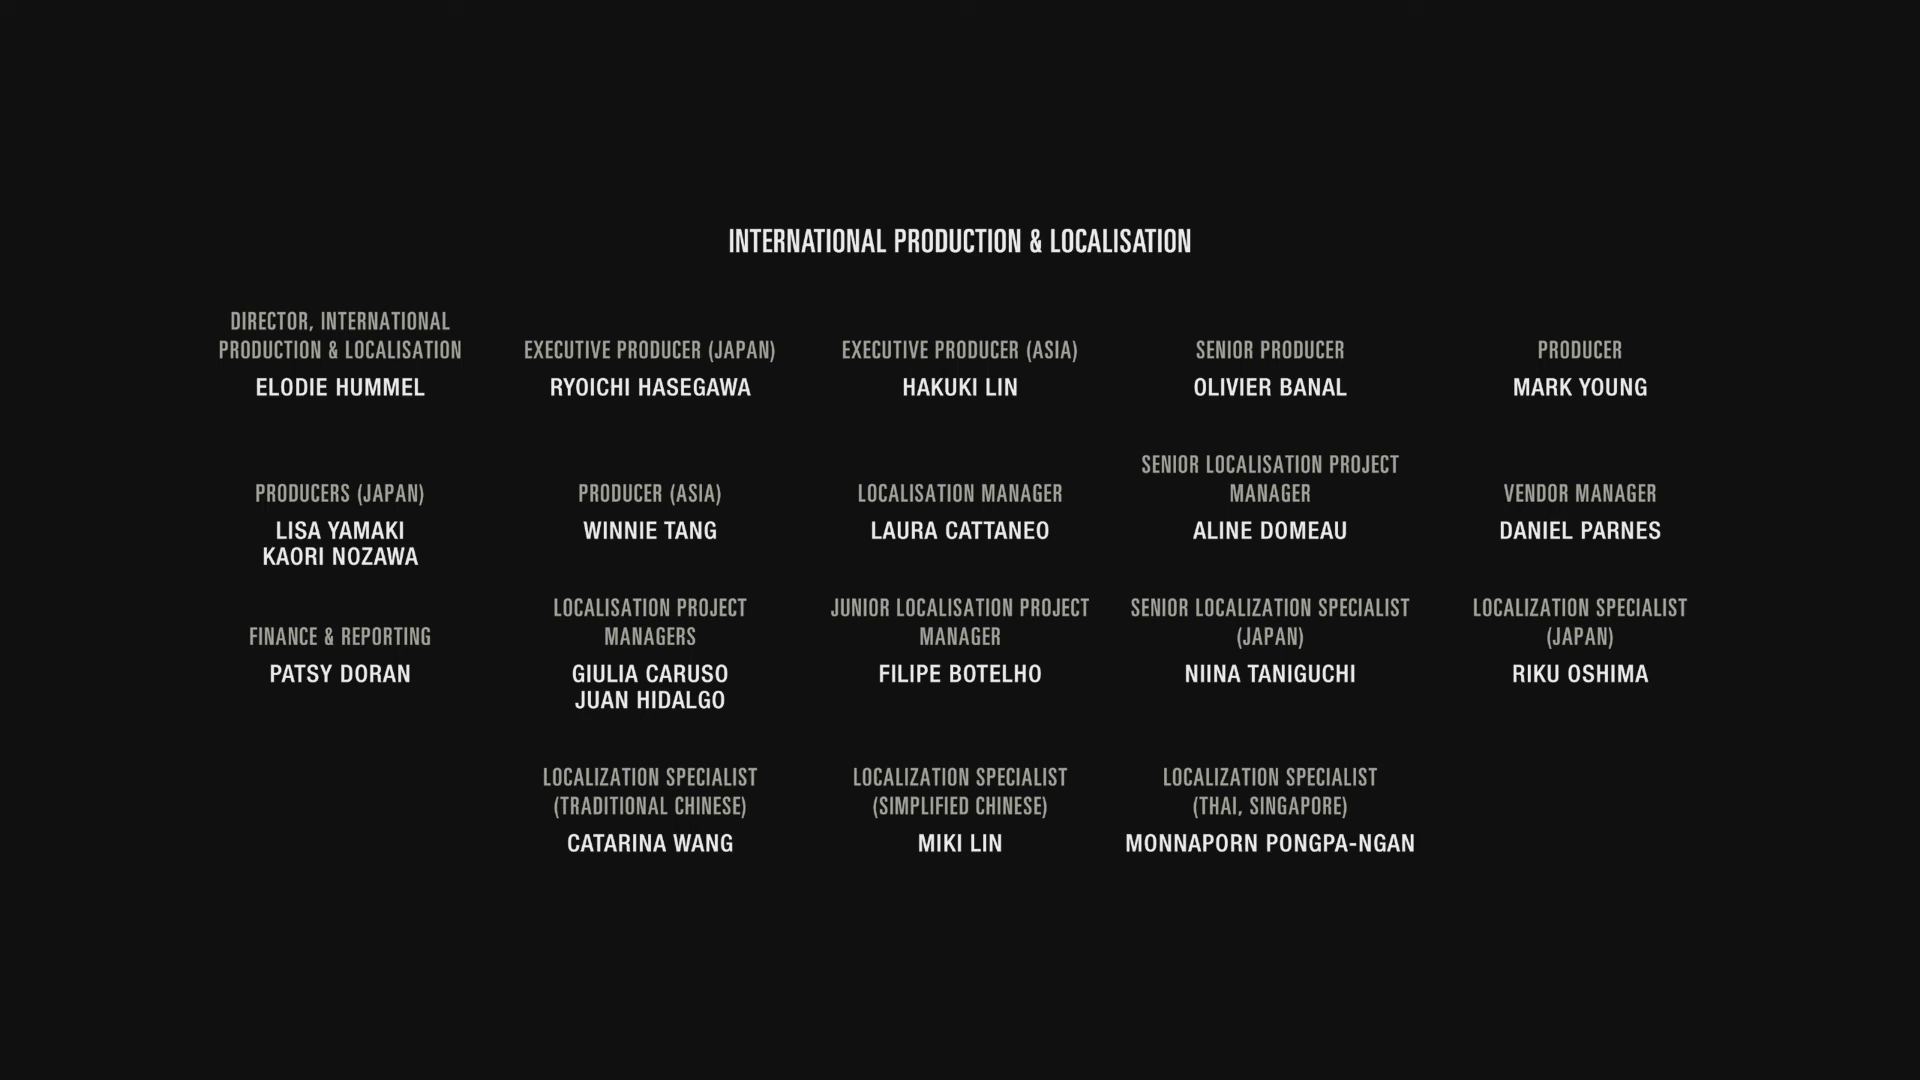 INTERNATIONAL PRODUCTION & LOCALISATION
DIRECTOR, INTERNATIONAL
PRODUCTION & LOCALISATION
ELODIE HUMMEL
EXECUTIVE PRODUCER (JAPAN)
RYOICHI HASEGAWA
EXECUTIVE PRODUCER (ASIA)
HAKUKI LIN
SENIOR PRODUCER
OLIVIER BANAL
PRODUCER
MARK YOUNG
PRODUCERS (JAPAN)
LISA YAMAKI
KAORI NOZAWA
PRODUCER (ASIA)
WINNIE TANG
LOCALISATION MANAGER
LAURA CATTANEO
SENIOR LOCALISATION PROJECT
MANAGER
ALINE DOMEAU
VENDOR MANAGER
DANIEL PARNES
FINANCE & REPORTING
PATSY DORAN
LOCALISATION PROJECT
MANAGERS
GIULIA CARUSO
JUAN HIDALGO
JUNIOR LOCALISATION PROJECT
MANAGER
FILIPE BOTELHO
SENIOR LOCALIZATION SPECIALIST
(JAPAN)
NIINA TANIGUCHI
LOCALIZATION SPECIALIST
(JAPAN)
RIKU OSHIMA
LOCALIZATION SPECIALIST
(TRADITIONAL CHINESE)
CATARINA WANG
LOCALIZATION SPECIALIST
(SIMPLIFIED CHINESE)
MIKI LIN
LOCALIZATION SPECIALIST
(THAI, SINGAPORE)
MONNAPORN PONGPA-NGAN